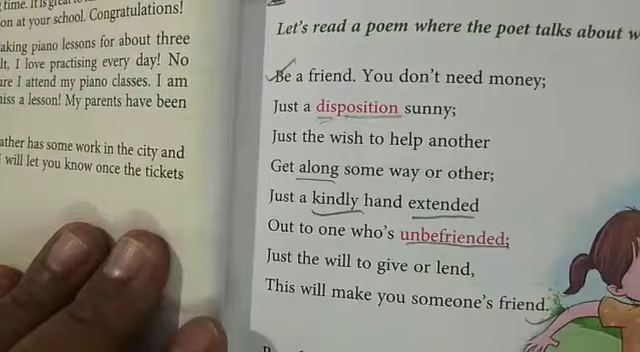 time. It is great to
on at your school. Congratulations!
aking piano lessons for about three
lt, I love practising every day! No
ure I attend my piano classes. I am
miss a lesson! My parents have been
ather has some work in the city and
I will let you know once the tickets
Let's read a poem where the poet talks about w
Be a friend. You don't need money;
Just a disposition sunny;
Just the wish to help another
Get along some way or other;
Just a kindly hand extended
Out to one who's unbefriended;
Just the will to give or lend,
This will make you someone's friend.